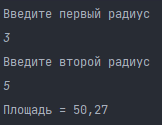 Введите первый радиус
3
Введите второй радиус
5
Площадь = 50,27